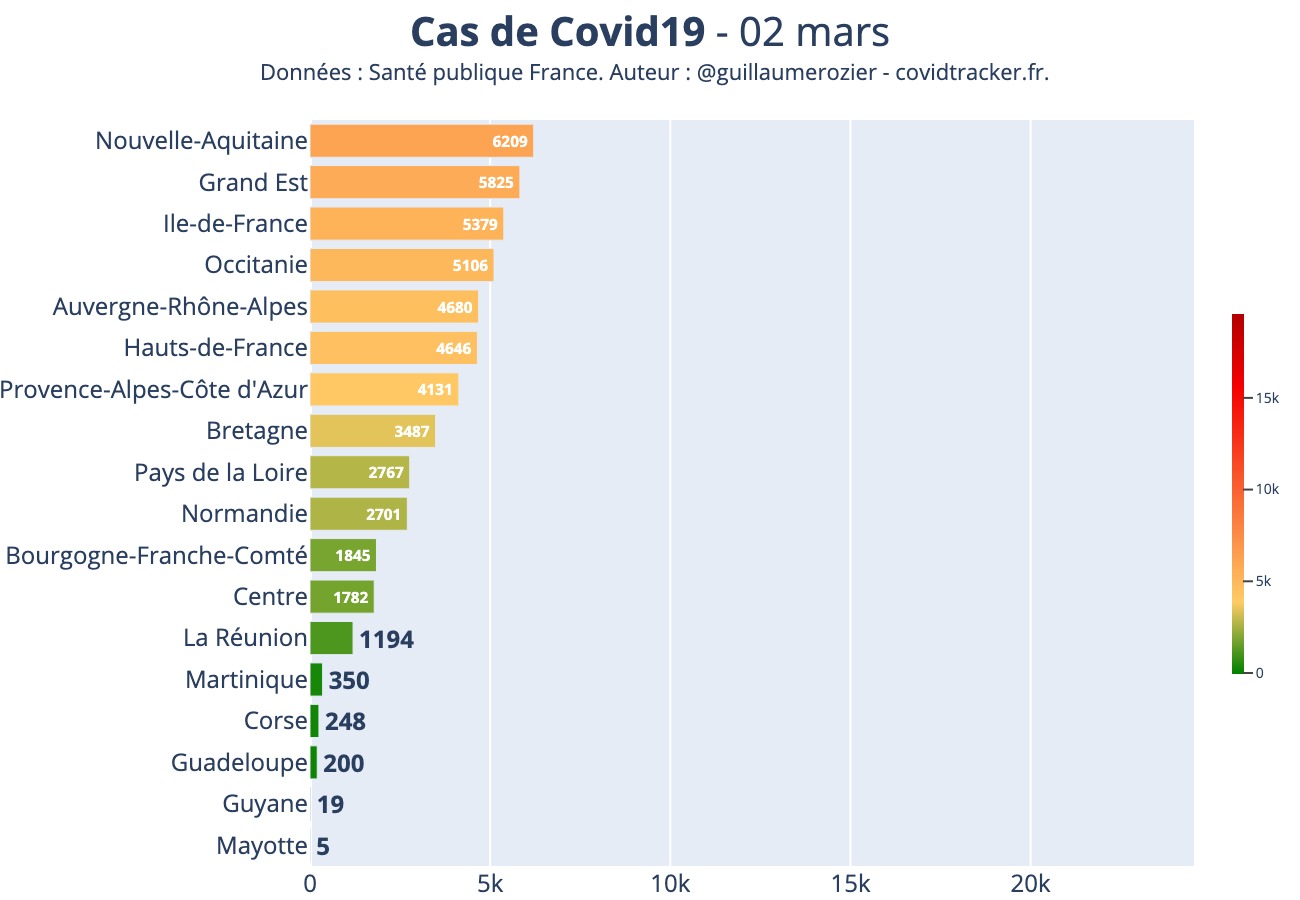 Cas de Covid19 - 02 mars
Données : Santé publique France. Auteur : @guillaumerozier - covidtracker.fr.
Nouvelle-Aquitaine 6209
Grand Est 5825
Ile-de-France 5379
Occitanie 5106
Auvergne-Rhône-Alpes 4680
Hauts-de-France 4646
Provence-Alpes-Côte d'Azur 4131
Bretagne 3487
Pays de la Loire 2767
Normandie 2701
Bourgogne-Franche-Comté 1845
Centre 1782
La Réunion 1194
Martinique 350
Corse 248
Guadeloupe 200
Guyane 19
Mayotte 5
0 5k 10k 15k 20k
15k
10k
5k
0